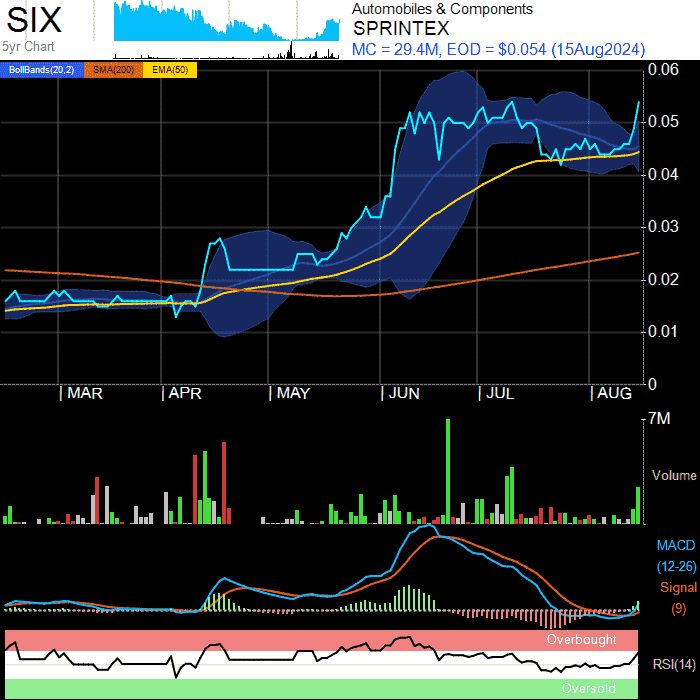 SIX
5yr Chart
Automobiles & Components
SPRINTEX
MC = 29.4M, EOD = $0.054 (15Aug2024)
BollBands(20,2) SMA(200) EMA(50)
0.06
0.05
0.04
0.03
0.02
0.01
0
MAR APR MAY JUN JUL AUG
7M
Volume
MACD
(12-26)
Signal
(9)
Overbought
RSI(14)
Oversold